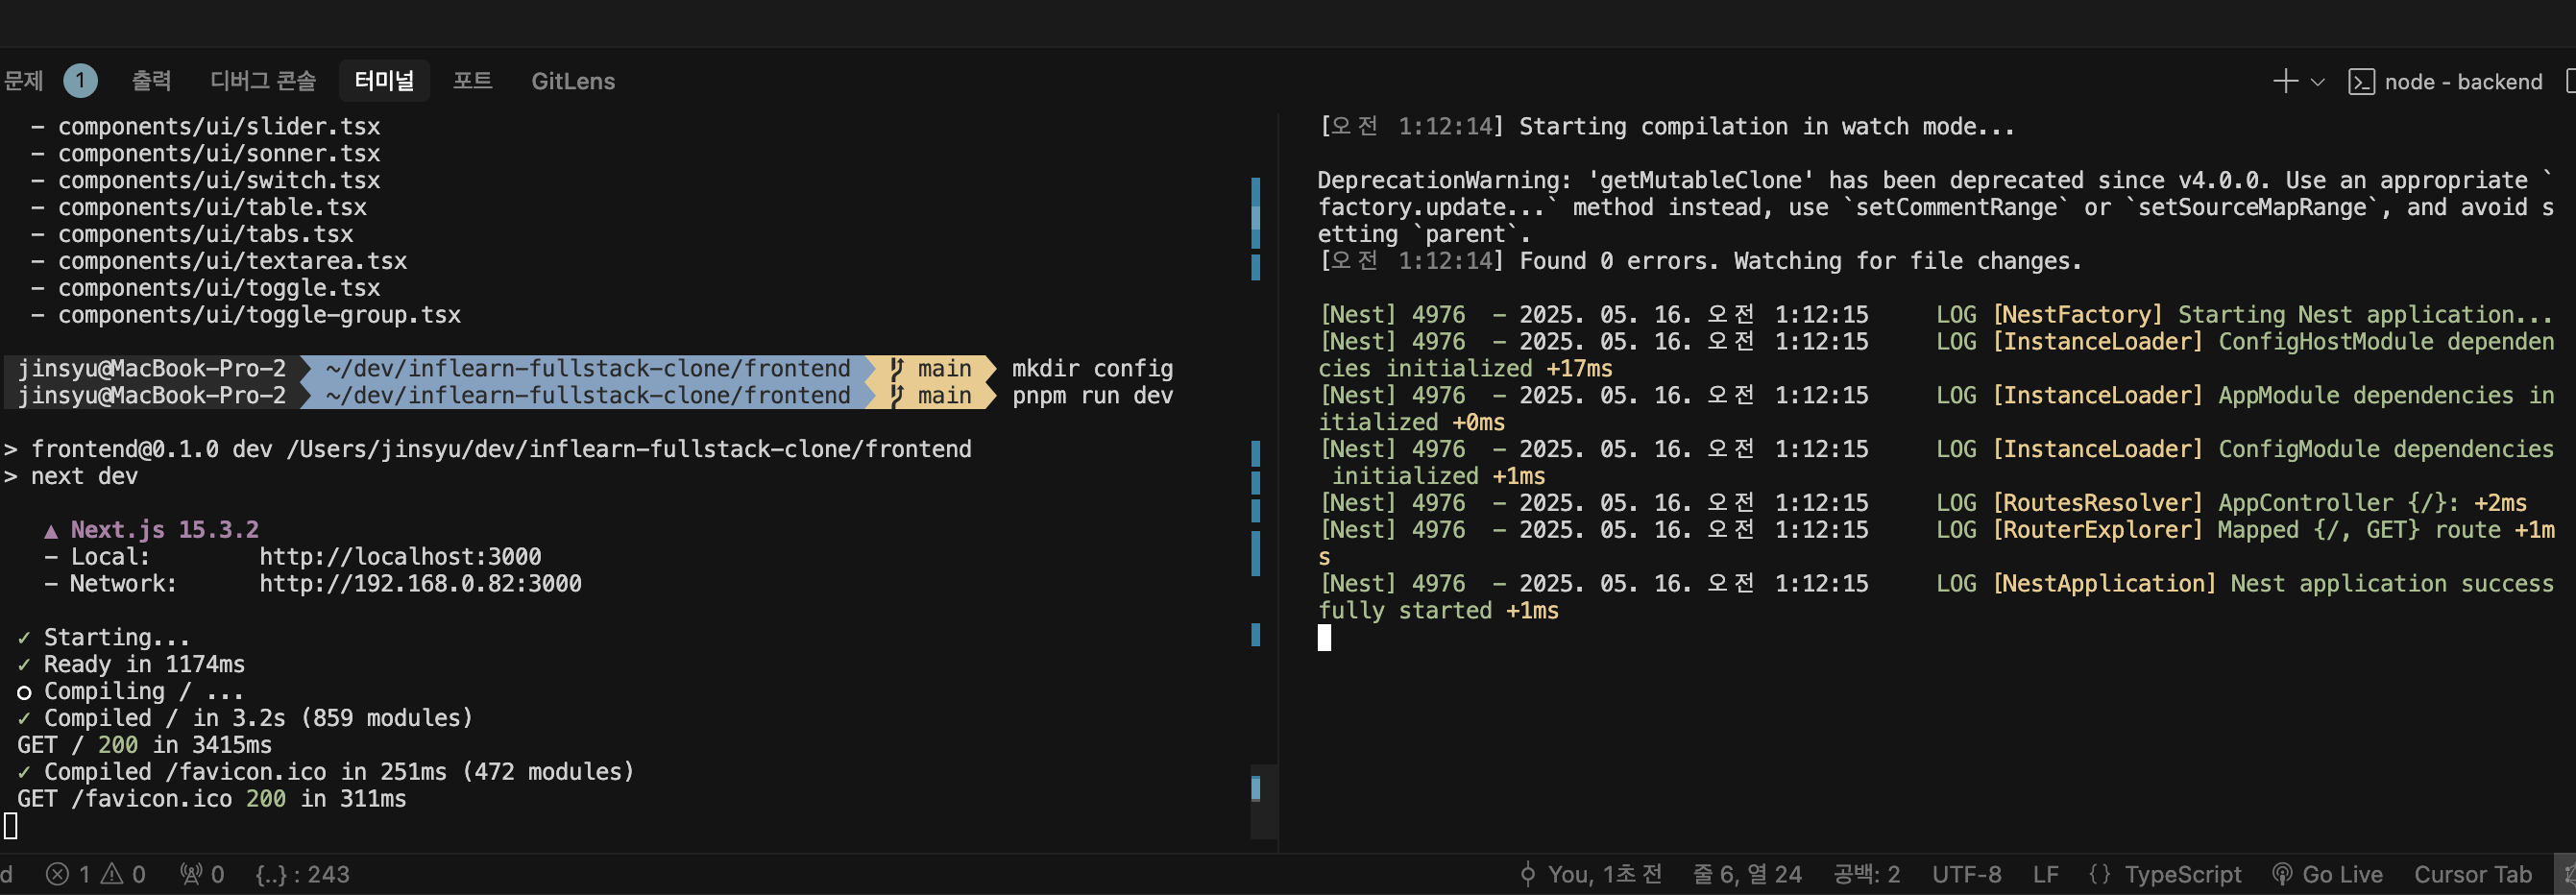 문제 1 출력 디버그 콘솔 터미널 포트 GitLens node - backend
- components/ui/slider.tsx
- components/ui/sonner.tsx
- components/ui/switch.tsx
- components/ui/table.tsx
- components/ui/tabs.tsx
- components/ui/textarea.tsx
- components/ui/toggle.tsx
- components/ui/toggle-group.tsx
jinsyu@MacBook-Pro-2 ~/dev/inflearn-fullstack-clone/frontend main mkdir config
jinsyu@MacBook-Pro-2 ~/dev/inflearn-fullstack-clone/frontend main pnpm run dev
> frontend@0.1.0 dev /Users/jinsyu/dev/inflearn-fullstack-clone/frontend
> next dev
▲ Next.js 15.3.2
- Local: http://localhost:3000
- Network: http://192.168.0.82:3000
✓ Starting...
✓ Ready in 1174ms
○ Compiling / ...
✓ Compiled / in 3.2s (859 modules)
GET / 200 in 3415ms
✓ Compiled /favicon.ico in 251ms (472 modules)
GET /favicon.ico 200 in 311ms
[오전 1:12:14] Starting compilation in watch mode...
DeprecationWarning: 'getMutableClone' has been deprecated since v4.0.0. Use an appropriate `
factory.update...` method instead, use `setCommentRange` or `setSourceMapRange`, and avoid s
etting `parent`.
[오전 1:12:14] Found 0 errors. Watching for file changes.
[Nest] 4976 - 2025. 05. 16. 오전 1:12:15 LOG [NestFactory] Starting Nest application...
[Nest] 4976 - 2025. 05. 16. 오전 1:12:15 LOG [InstanceLoader] ConfigHostModule dependen
cies initialized +17ms
[Nest] 4976 - 2025. 05. 16. 오전 1:12:15 LOG [InstanceLoader] AppModule dependencies in
itialized +0ms
[Nest] 4976 - 2025. 05. 16. 오전 1:12:15 LOG [InstanceLoader] ConfigModule dependencies
initialized +1ms
[Nest] 4976 - 2025. 05. 16. 오전 1:12:15 LOG [RoutesResolver] AppController {/}: +2ms
[Nest] 4976 - 2025. 05. 16. 오전 1:12:15 LOG [RouterExplorer] Mapped {/, GET} route +1m
s
[Nest] 4976 - 2025. 05. 16. 오전 1:12:15 LOG [NestApplication] Nest application success
fully started +1ms
d 1 0 0 {..} : 243 You, 1초 전 줄 6, 열 24 공백: 2 UTF-8 LF {} TypeScript Go Live Cursor Tab